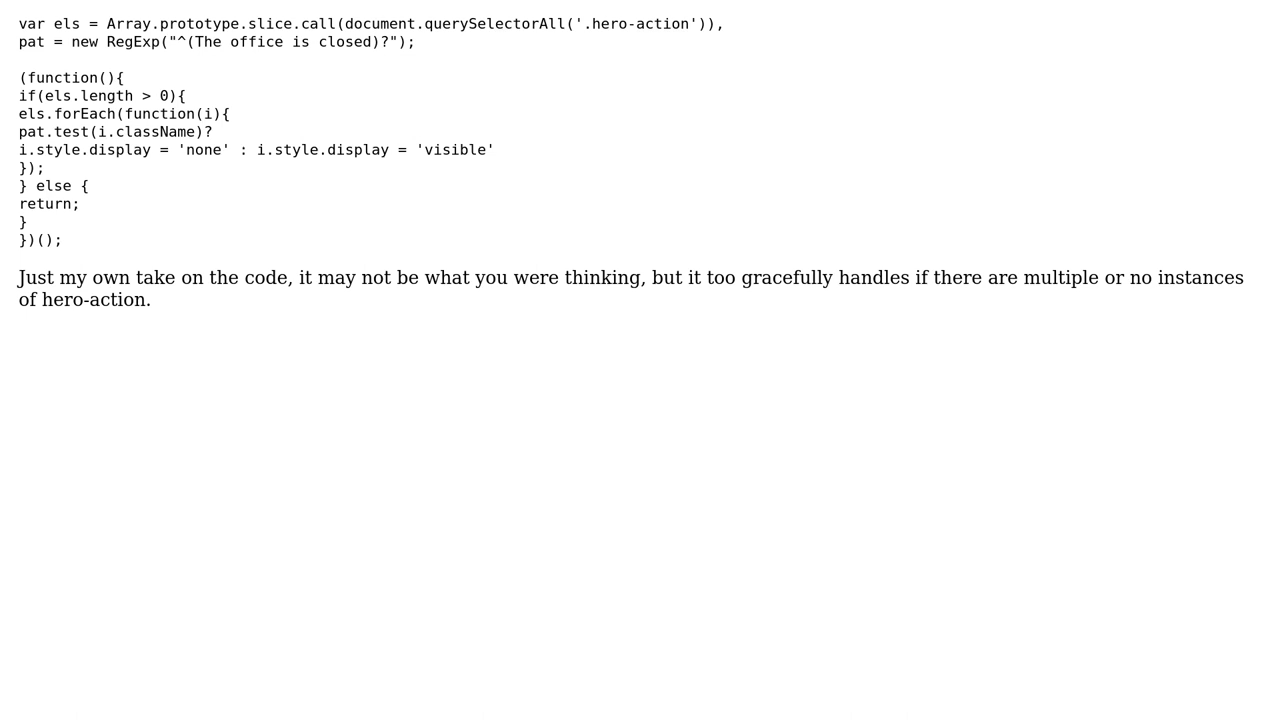 var els = Array.prototype.slice.call(document.querySelectorAll('.hero-action')),
pat = new RegExp("^(The office is closed)?");
(function(){
if(els.length > 0){
els.forEach(function(i){
pat.test(i.className)?
i.style.display = 'none' : i.style.display = 'visible'
});
} else {
return;
}
})();
Just my own take on the code, it may not be what you were thinking, but it too gracefully handles if there are multiple or no instances
of hero-action.